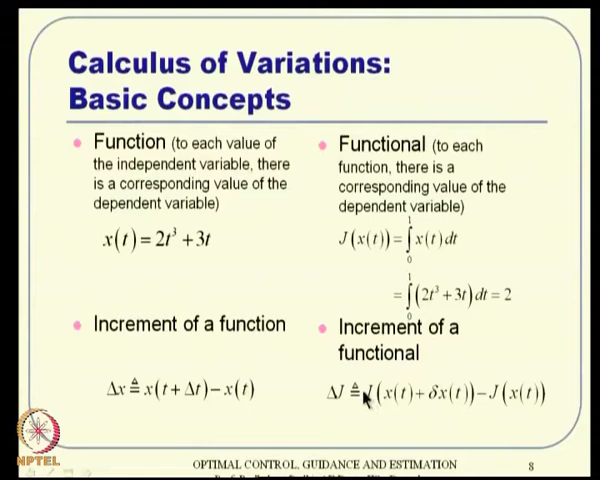 Calculus of Variations:
Basic Concepts
Function (to each value of
the independent variable, there
is a corresponding value of the
dependent variable)
x(t) = 2t³ + 3t
Functional (to each
function, there is a
corresponding value of the
dependent variable)
J(x(t)) = ∫₀¹ x(t) dt
= ∫₀¹ (2t³ + 3t) dt = 2
Increment of a function
Δx ≜ x(t + Δt) − x(t)
Increment of a
functional
ΔJ ≜ J(x(t) + δx(t)) − J(x(t))
NPTEL
OPTIMAL CONTROL, GUIDANCE AND ESTIMATION
8